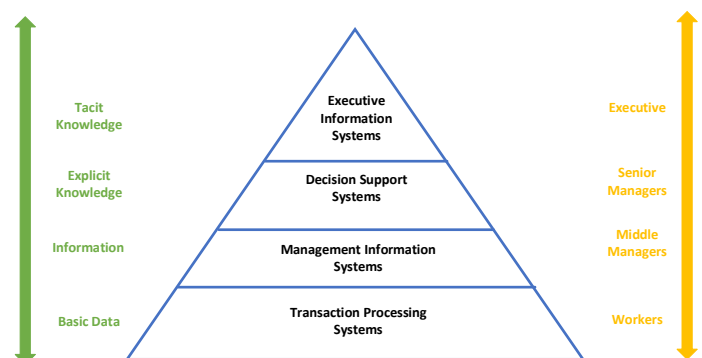 Tacit
Knowledge
Executive
Information
Systems
Executive
Explicit
Knowledge
Decision Support
Systems
Senior
Managers
Information
Management Information
Systems
Middle
Managers
Basic Data
Transaction Processing
Systems
Workers